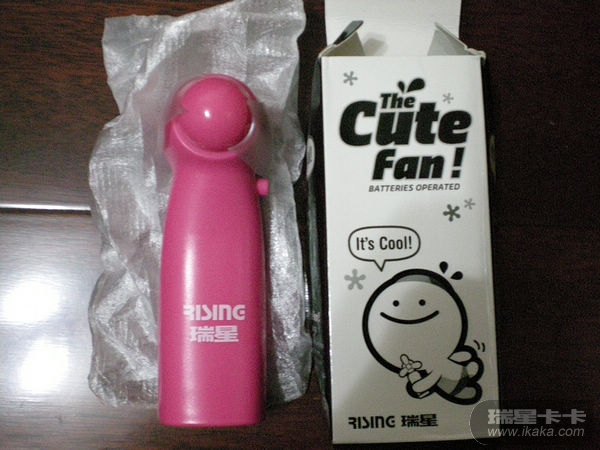 RISING
瑞星
The
Cute
fan!
BATTERIES OPERATED
It's Cool!
RISING 瑞星
瑞星卡卡
www.ikaka.com